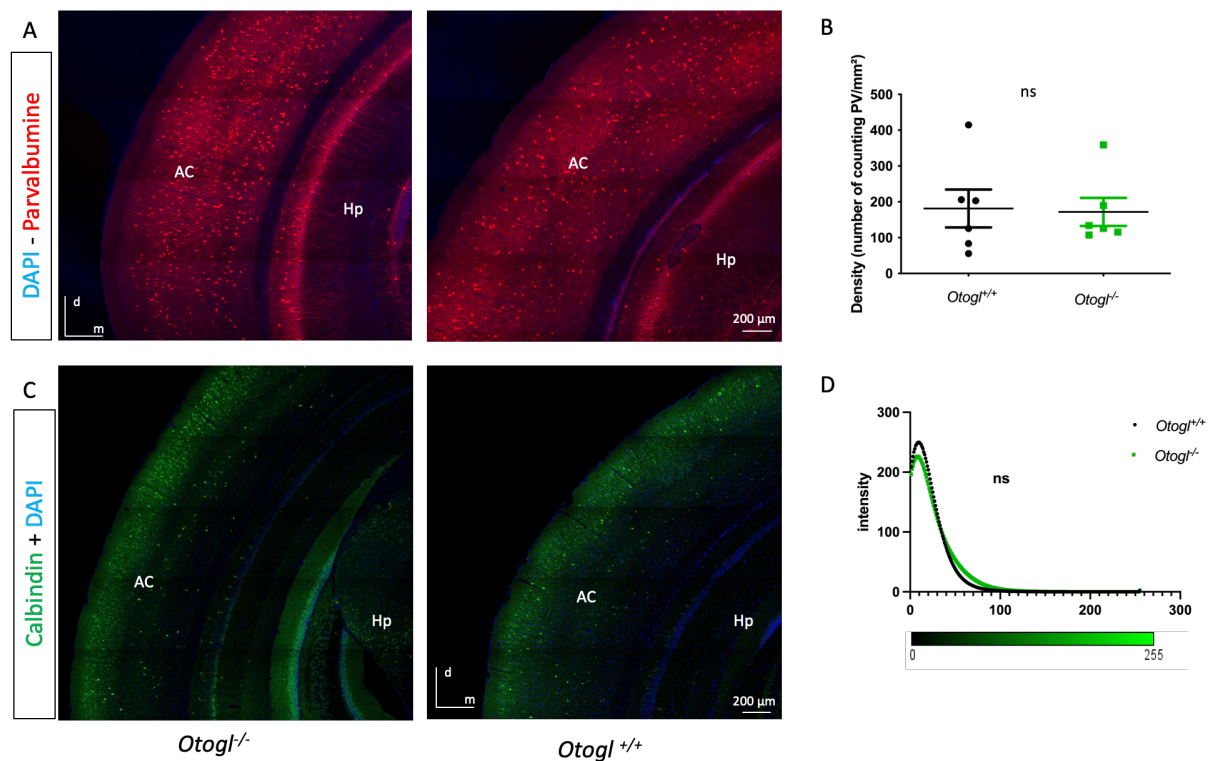 A
DAPI - Parvalbumine
AC
Hp
d
m
AC
Hp
200 µm
B
ns
Density (number of counting PV/mm²)
500
400
300
200
100
0
Otogl+/+
Otogl-/-
C
Calbindin + DAPI
AC
Hp
AC
Hp
d
m
200 µm
Otogl-/-
Otogl +/+
D
intensity
300
200
100
0
ns
Otogl+/+
Otogl-/-
0 100 200 300
0 255